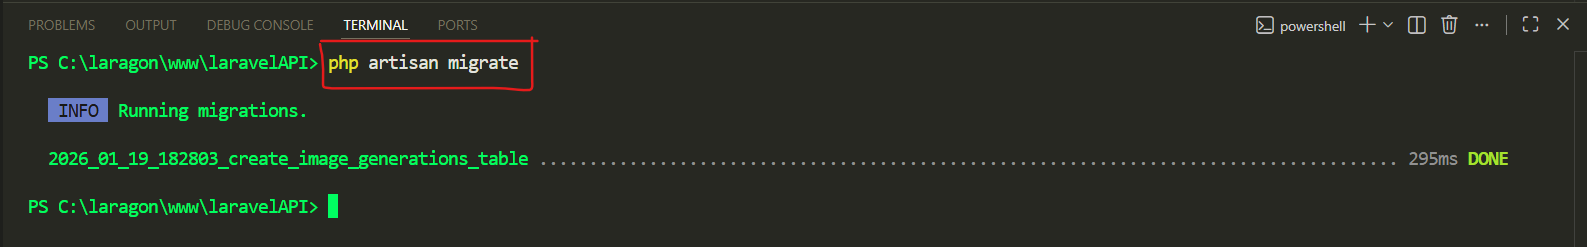 PROBLEMS OUTPUT DEBUG CONSOLE TERMINAL PORTS powershell
PS C:\laragon\www\laravelAPI> php artisan migrate
INFO Running migrations.
2026_01_19_182803_create_image_generations_table ...................................................................................... 295ms DONE
PS C:\laragon\www\laravelAPI>